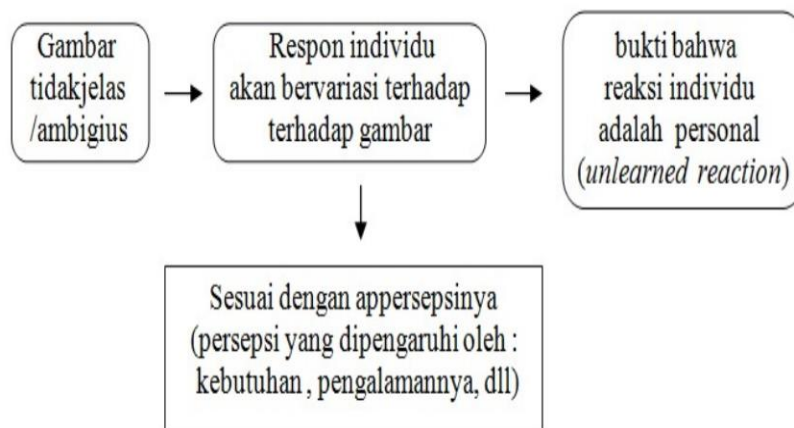 Gambar
tidakjelas
/ambigius
Respon individu
akan bervariasi terhadap
terhadap gambar
bukti bahwa
reaksi individu
adalah personal
(unlearned reaction)
Sesuai dengan appersepsinya
(persepsi yang dipengaruhi oleh :
kebutuhan , pengalamannya, dll)